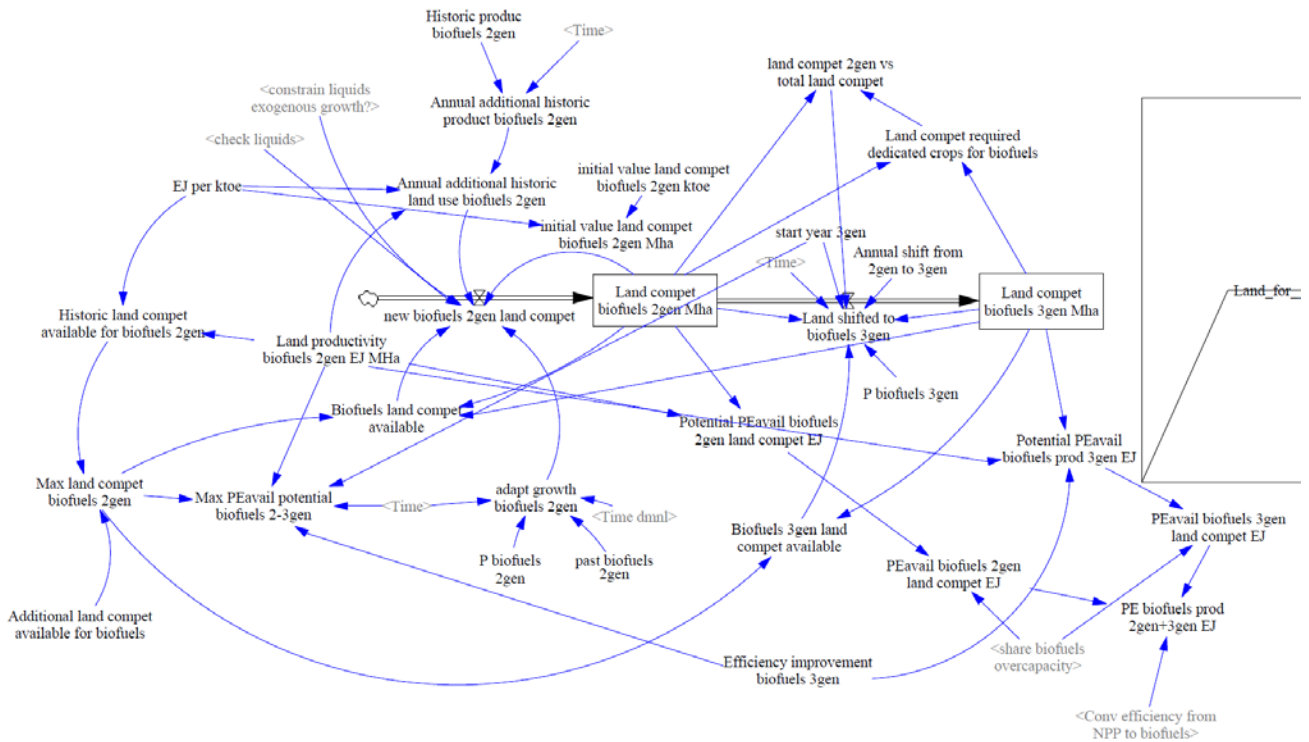 Historic produc
biofuels 2gen
<Time>
land compet 2gen vs
total land compet
<constrain liquids
exogenous growth?>
Annual additional historic
product biofuels 2gen
<check liquids>
Land compet required
dedicated crops for biofuels
EJ per ktoe
Annual additional historic
land use biofuels 2gen
initial value land compet
biofuels 2gen ktoe
initial value land compet
biofuels 2gen Mha
start year 3gen
<Time>
Annual shift from
2gen to 3gen
Land compet
biofuels 2gen Mha
Land compet
biofuels 3gen Mha
Land_for_
Historic land compet
available for biofuels 2gen
new biofuels 2gen land compet
Land shifted to
biofuels 3gen
Land productivity
biofuels 2gen EJ MHa
P biofuels 3gen
Biofuels land compet
available
Potential PEavail biofuels
2gen land compet EJ
Potential PEavail
biofuels prod 3gen EJ
Max land compet
biofuels 2gen
Max PEavail potential
biofuels 2-3gen
<Time>
adapt growth
biofuels 2gen
<Time dmnl>
Biofuels 3gen land
compet available
PEavail biofuels 3gen
land compet EJ
P biofuels
2gen
past biofuels
2gen
PEavail biofuels 2gen
land compet EJ
Additional land compet
available for biofuels
PE biofuels prod
2gen+3gen EJ
<share biofuels
overcapacity>
Efficiency improvement
biofuels 3gen
<Conv efficiency from
NPP to biofuels>